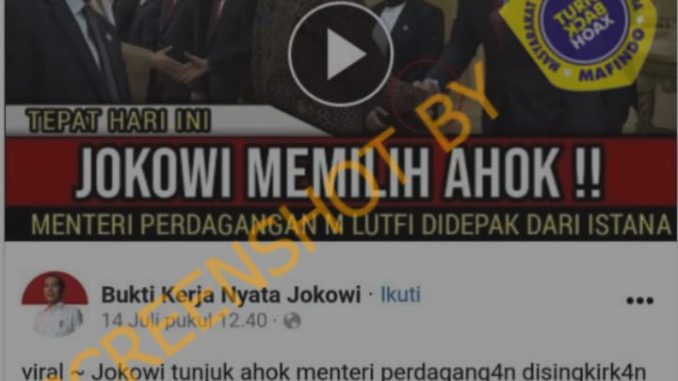 TURN
BACK
HOAX
MASYARAKAT
MAFINDO
TEPAT HARI INI
JOKOWI MEMILIH AHOK !!
MENTERI PERDAGANGAN M LUTFI DIDEPAK DARI ISTANA
SCREENSHOT BY
Bukti Kerja Nyata Jokowi · Ikuti
14 Juli pukul 12.40 ·
viral ~ Jokowi tunjuk ahok menteri perdagang4n disingkirk4n